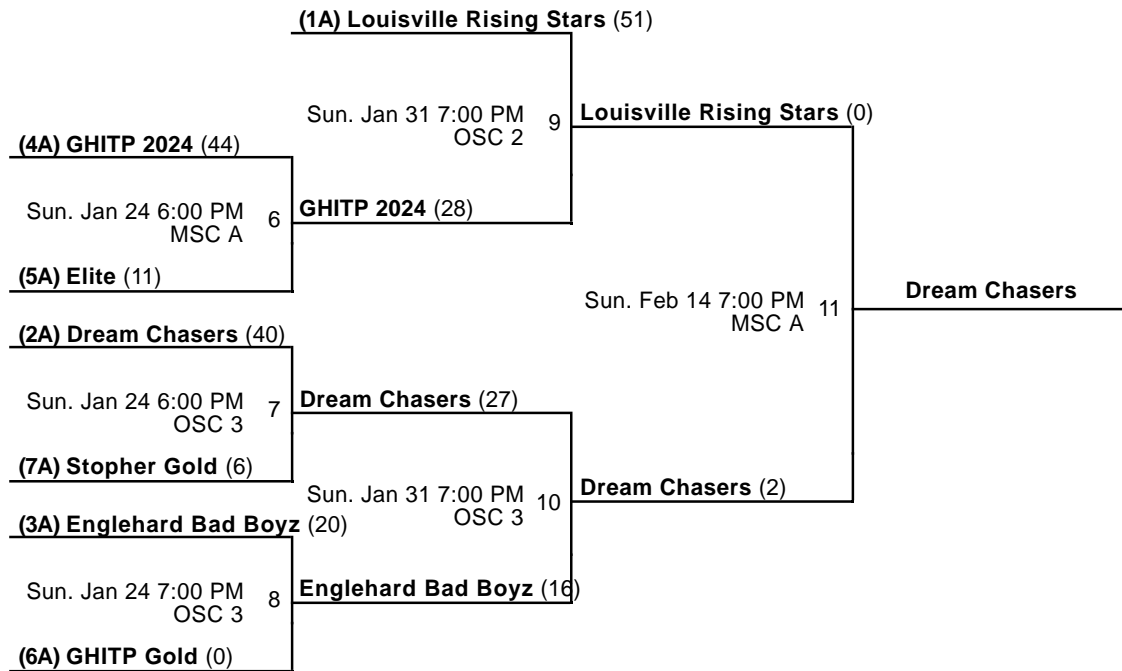 (1A) Louisville Rising Stars (51)
Sun. Jan 31 7:00 PM 9
OSC 2
Louisville Rising Stars (0)
(4A) GHITP 2024 (44)
Sun. Jan 24 6:00 PM 6
MSC A
GHITP 2024 (28)
(5A) Elite (11)
Sun. Feb 14 7:00 PM 11
MSC A
Dream Chasers
(2A) Dream Chasers (40)
Sun. Jan 24 6:00 PM 7
OSC 3
Dream Chasers (27)
(7A) Stopher Gold (6)
Sun. Jan 31 7:00 PM 10
OSC 3
Dream Chasers (2)
(3A) Englehard Bad Boyz (20)
Sun. Jan 24 7:00 PM 8
OSC 3
Englehard Bad Boyz (16)
(6A) GHITP Gold (0)